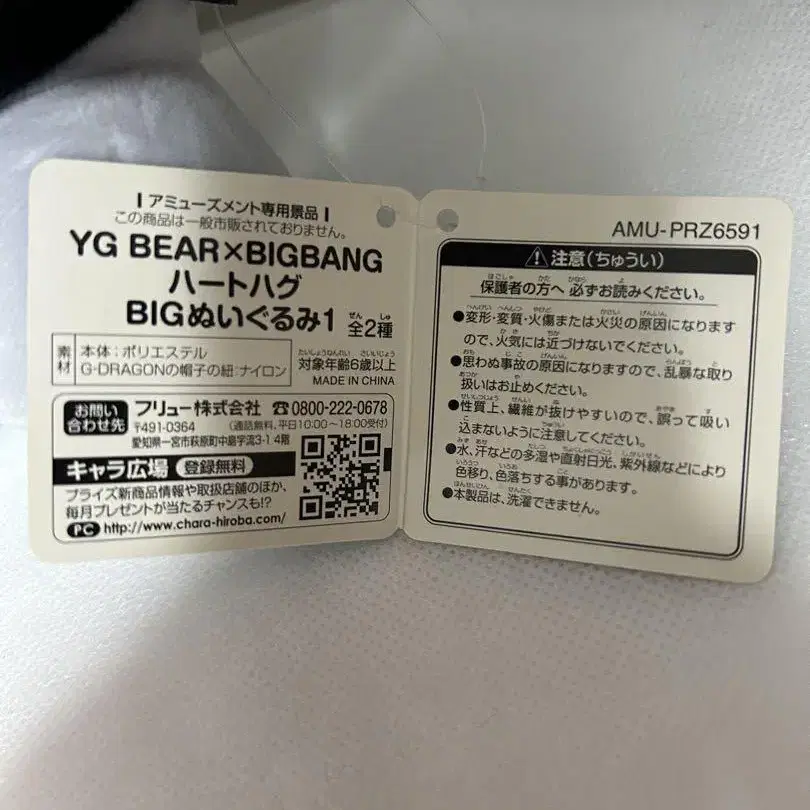 アミューズメント専用景品
この商品は一般市販されておりません。
YG BEAR×BIGBANG
ハートハグ
BIGぬいぐるみ1 全2種
素材 本体:ポリエステル
G-DRAGONの帽子の紐:ナイロン
対象年齢6歳以上
MADE IN CHINA
お問い合わせ先 フリュー株式会社 ☎0800-222-0678
〒491-0364 (通話無料、平日10:00~18:00受付)
愛知県一宮市萩原町中島字流3-1 4階
キャラ広場 登録無料
プライズ新商品情報や取扱店舗のほか、
毎月プレゼントが当たるチャンスも!?
PC http://www.chara-hiroba.com/
AMU-PRZ6591
注意(ちゅうい)
保護者の方へ 必ずお読みください。
●変形・変質・火傷または火災の原因になります
ので、火気には近づけないでください。
●思わぬ事故の原因になりますので、乱暴な取り
扱いはお止めください。
●性質上、繊維が抜けやすいので、誤って吸い
込まないように注意してください。
●水、汗などの多湿や直射日光、紫外線などにより
色移り、色落ちする事があります。
●本製品は、洗濯できません。